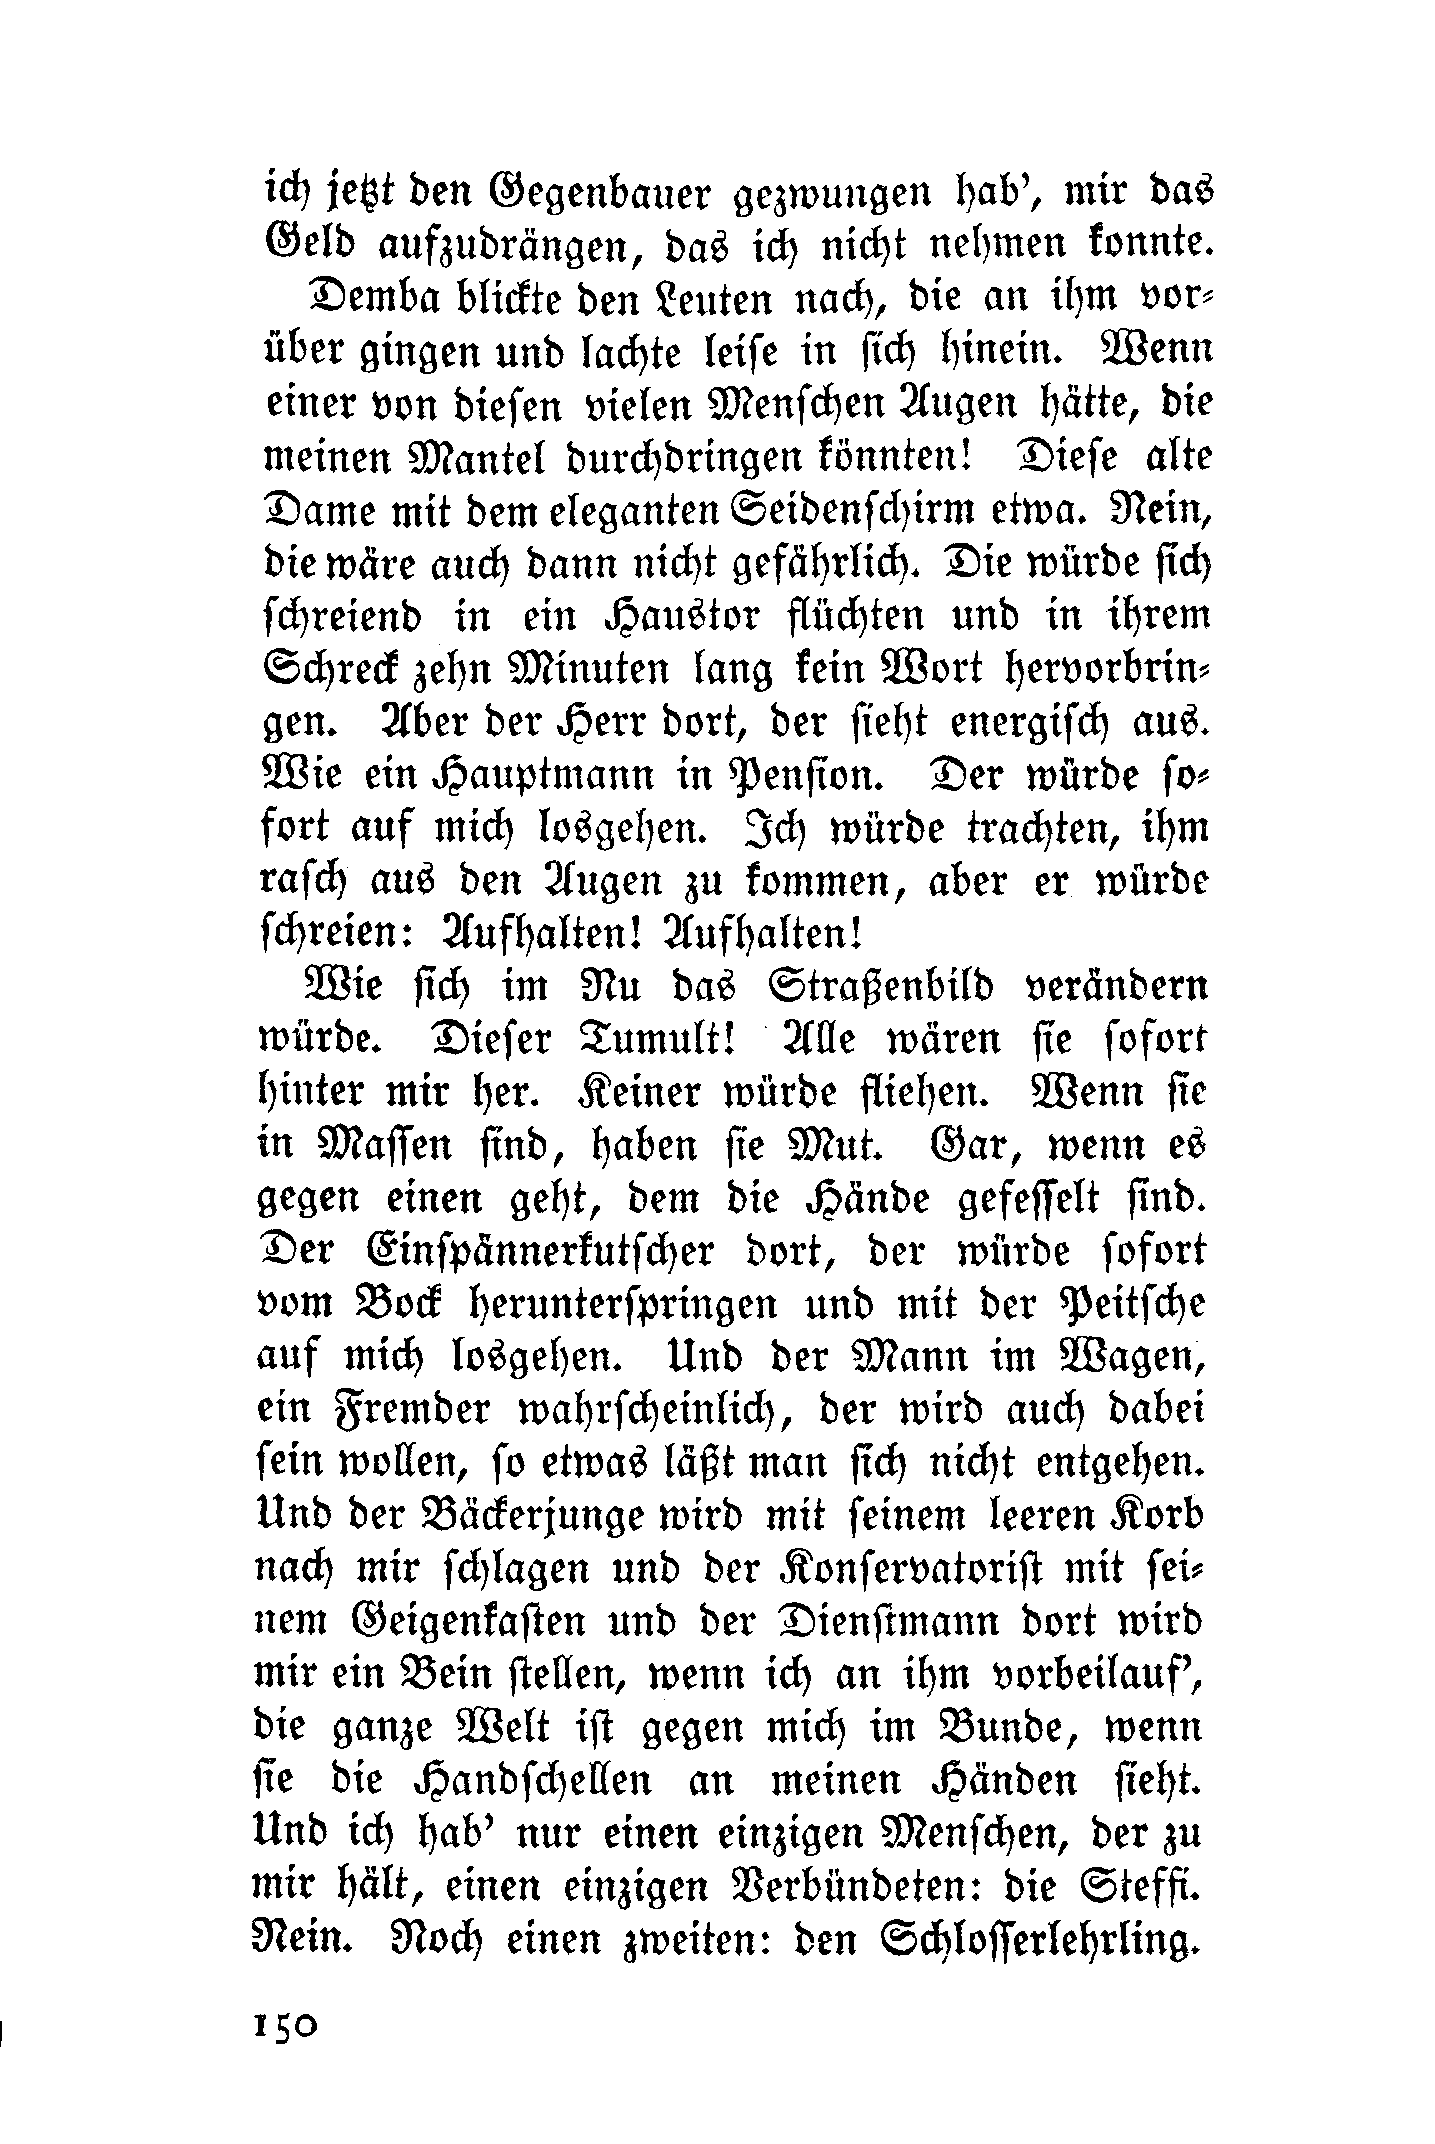 ich jetzt den Gegenbauer gezwungen hab’, mir das
Geld aufzudrängen, das ich nicht nehmen konnte.
Demba blickte den Leuten nach, die an ihm vor-
über gingen und lachte leise in sich hinein. Wenn
einer von diesen vielen Menschen Augen hätte, die
meinen Mantel durchdringen könnten! Diese alte
Dame mit dem eleganten Seidenschirm etwa. Nein,
die wäre auch dann nicht gefährlich. Die würde sich
schreiend in ein Haustor flüchten und in ihrem
Schreck zehn Minuten lang kein Wort hervorbrin-
gen. Aber der Herr dort, der sieht energisch aus.
Wie ein Hauptmann in Pension. Der würde so-
fort auf mich losgehen. Ich würde trachten, ihm
rasch aus den Augen zu kommen, aber er würde
schreien: Aufhalten! Aufhalten!
Wie sich im Nu das Straßenbild verändern
würde. Dieser Tumult! Alle wären sie sofort
hinter mir her. Keiner würde fliehen. Wenn sie
in Massen sind, haben sie Mut. Gar, wenn es
gegen einen geht, dem die Hände gefesselt sind.
Der Einspännerkutscher dort, der würde sofort
vom Bock herunterspringen und mit der Peitsche
auf mich losgehen. Und der Mann im Wagen,
ein Fremder wahrscheinlich, der wird auch dabei
sein wollen, so etwas läßt man sich nicht entgehen.
Und der Bäckerjunge wird mit seinem leeren Korb
nach mir schlagen und der Konservatorist mit sei-
nem Geigenkasten und der Dienstmann dort wird
mir ein Bein stellen, wenn ich an ihm vorbeilauf’,
die ganze Welt ist gegen mich im Bunde, wenn
sie die Handschellen an meinen Händen sieht.
Und ich hab’ nur einen einzigen Menschen, der zu
mir hält, einen einzigen Verbündeten: die Steffi.
Nein. Noch einen zweiten: den Schlosserlehrling.
150